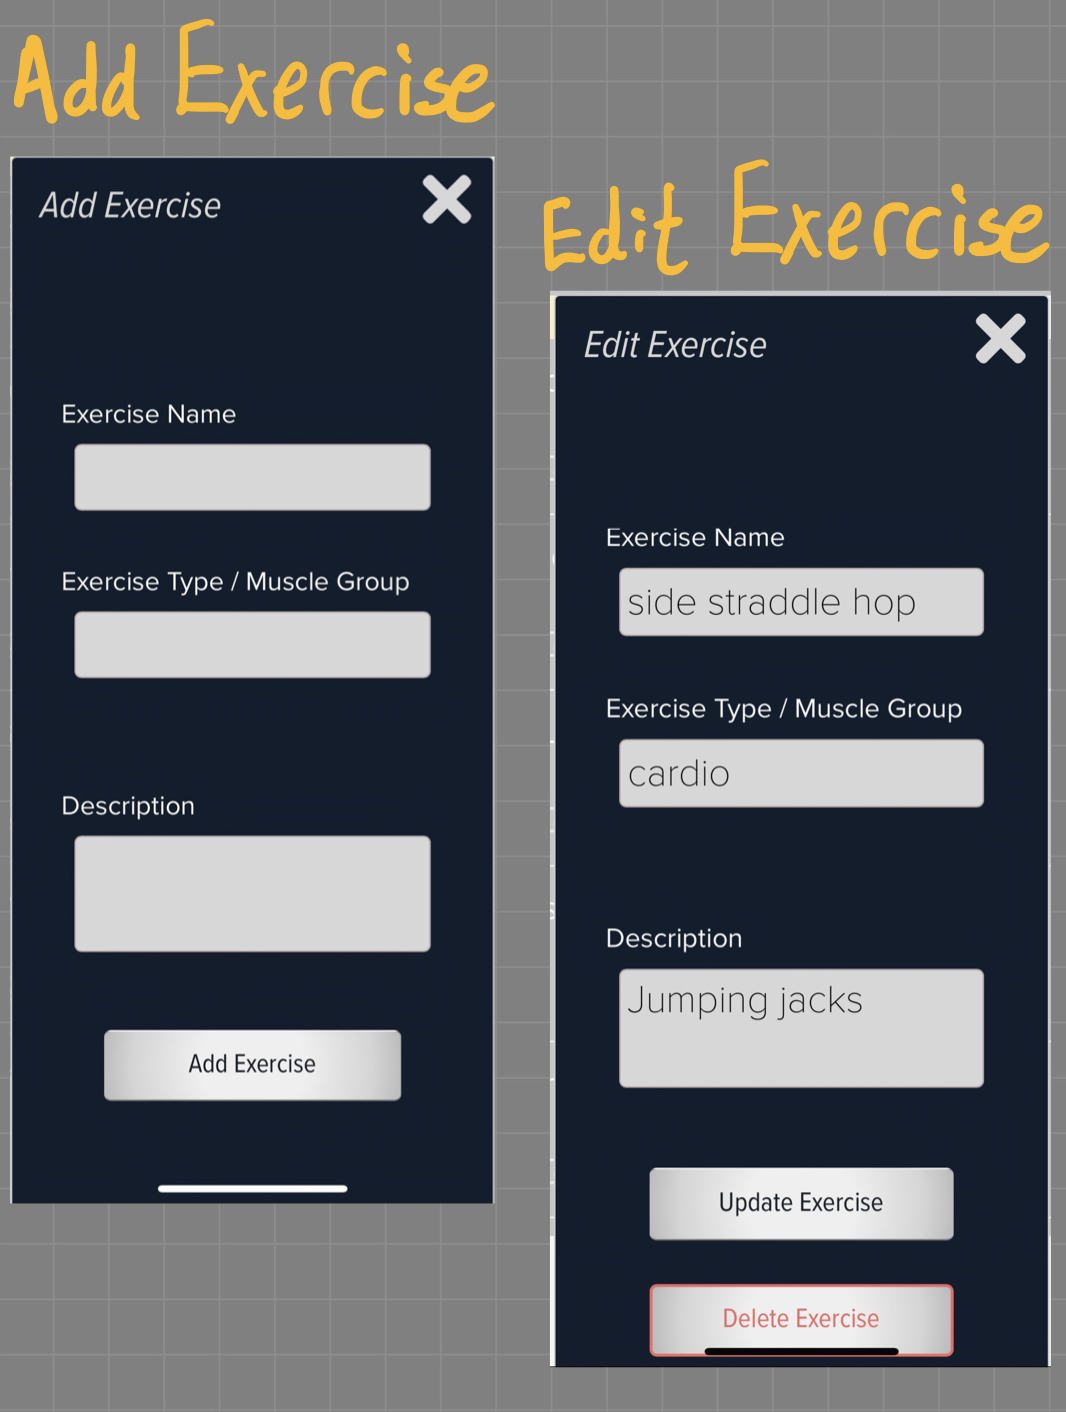 Add Exercise
Add Exercise
Exercise Name
Exercise Type / Muscle Group
Description
Add Exercise
Edit Exercise
Edit Exercise
Exercise Name
side straddle hop
Exercise Type / Muscle Group
cardio
Description
Jumping jacks
Update Exercise
Delete Exercise